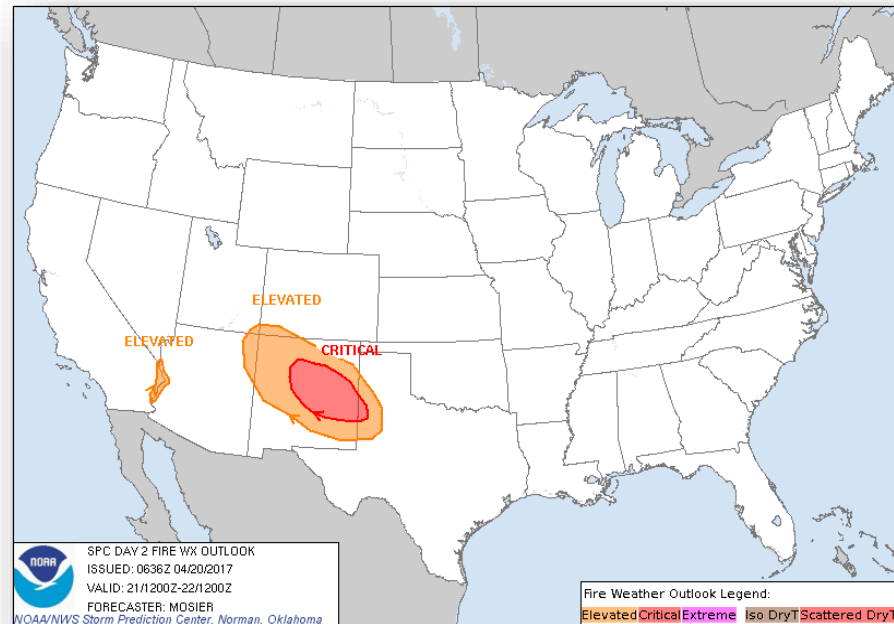 ELEVATED
ELEVATED
CRITICAL
NOAA
SPC DAY 2 FIRE WX OUTLOOK
ISSUED: 0636Z 04/20/2017
VALID: 21/1200Z-22/1200Z
FORECASTER: MOSIER
NOAA/NWS Storm Prediction Center, Norman, Oklahoma
Fire Weather Outlook Legend:
Elevated Critical Extreme Iso DryT Scattered DryT